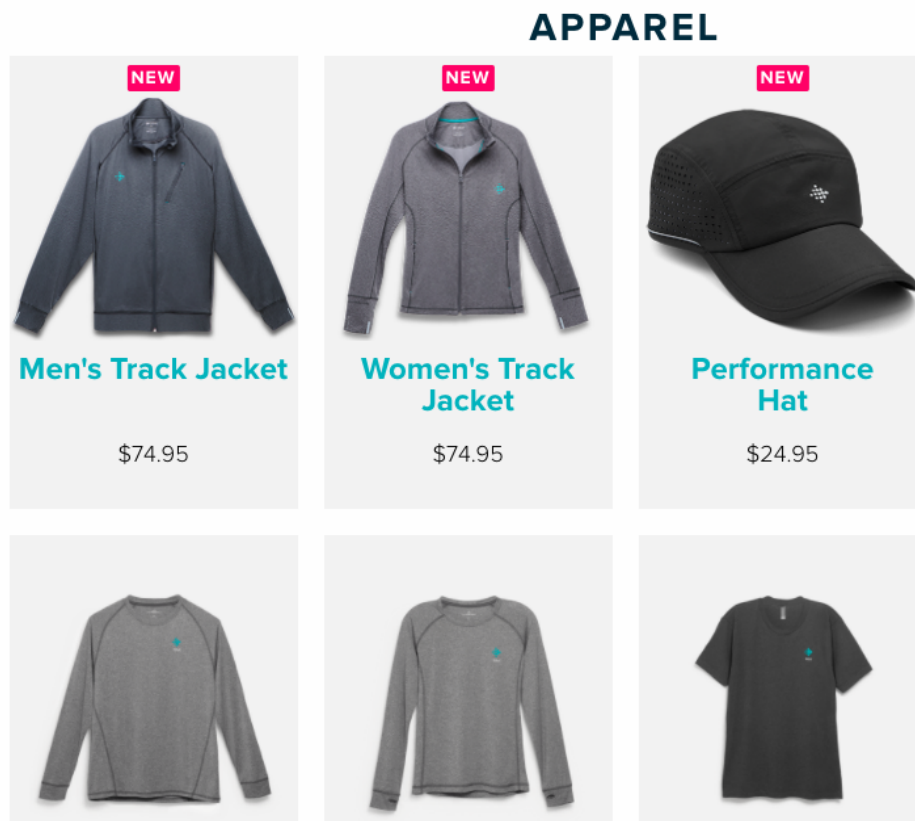 APPAREL
NEW
NEW
NEW
Men's Track Jacket
Women's Track
Jacket
Performance
Hat
$74.95
$74.95
$24.95